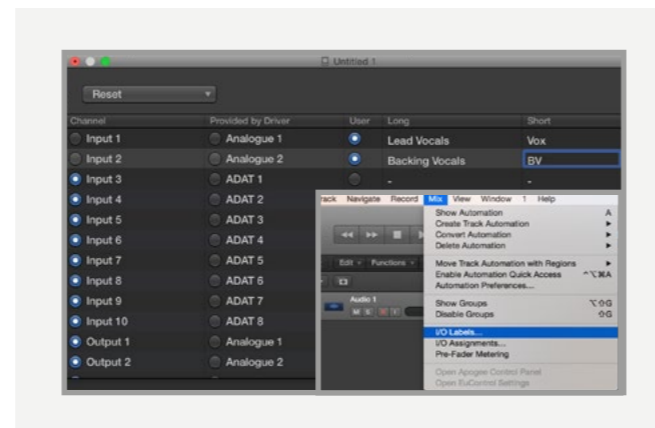 Untitled 1
Reset
Channel Provided by Driver User Long Short
Input 1 Analogue 1 Lead Vocals Vox
Input 2 Analogue 2 Backing Vocals BV
Input 3 ADAT 1 - -
Input 4 ADAT 2
Input 5 ADAT 3
Input 6 ADAT 4
Input 7 ADAT 5
Input 8 ADAT 6
Input 9 ADAT 7
Input 10 ADAT 8
Output 1 Analogue 1
Output 2 Analogue 2
rack Navigate Record Mix View Window 1 Help
Show Automation A
Create Track Automation
Convert Automation
Delete Automation
Edit Functions
Move Track Automation with Regions
Enable Automation Quick Access ^⌥⌘A
Automation Preferences...
Audio 1
M S R I
Show Groups ⌥⇧G
Disable Groups ⇧G
I/O Labels...
I/O Assignments...
Pre-Fader Metering
Open Apogee Control Panel
Open EuControl Settings